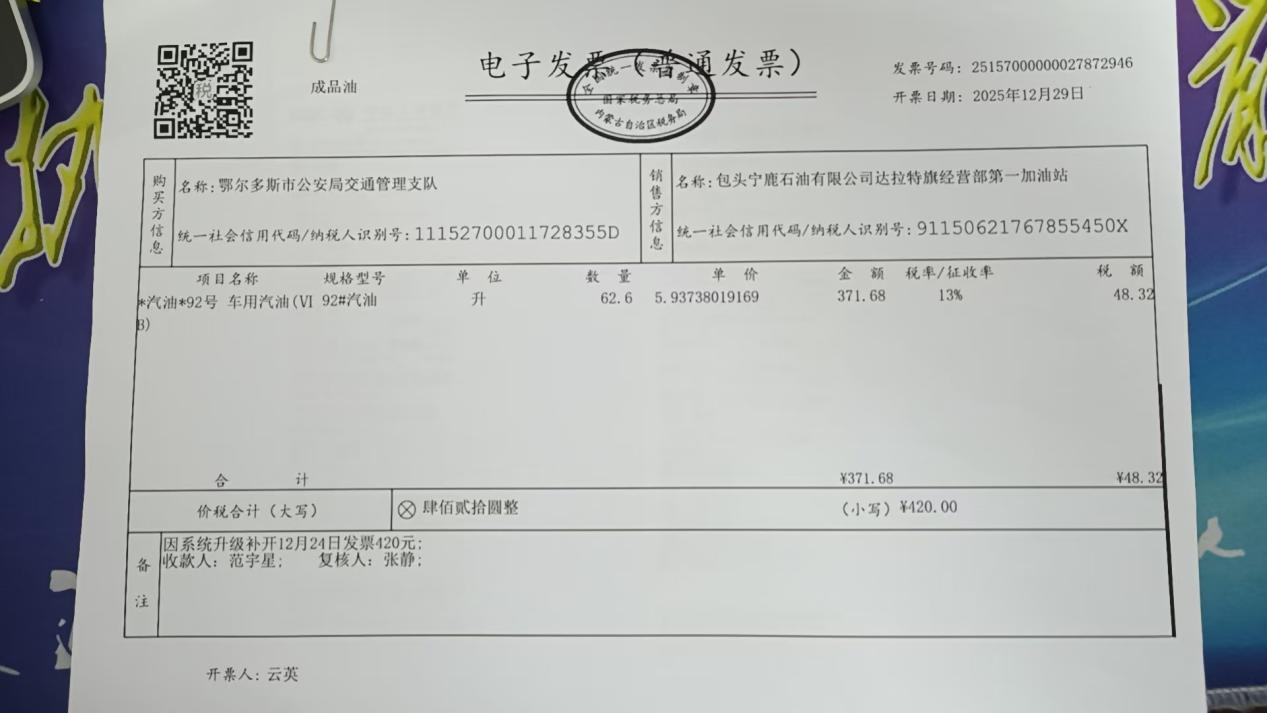 电子发票（普通发票）
成品油
税
全国统一发票监制章
国家税务总局
内蒙古自治区税务局
发票号码：25157000000027872946
开票日期：2025年12月29日
购买方信息
名称：鄂尔多斯市公安局交通管理支队
统一社会信用代码/纳税人识别号：11152700011728355D
销售方信息
名称：包头宁鹿石油有限公司达拉特旗经营部第一加油站
统一社会信用代码/纳税人识别号：91150621767855450X
项目名称 规格型号 单位 数量 单价 金额 税率/征收率 税额
*汽油*92号 车用汽油(VI 92#汽油 升 62.6 5.93738019169 371.68 13% 48.32
B)
合计 ¥371.68 ¥48.32
价税合计（大写） ⊗ 肆佰贰拾圆整 （小写）¥420.00
备注
因系统升级补开12月24日发票420元；
收款人：范宇星； 复核人：张静；
开票人：云英